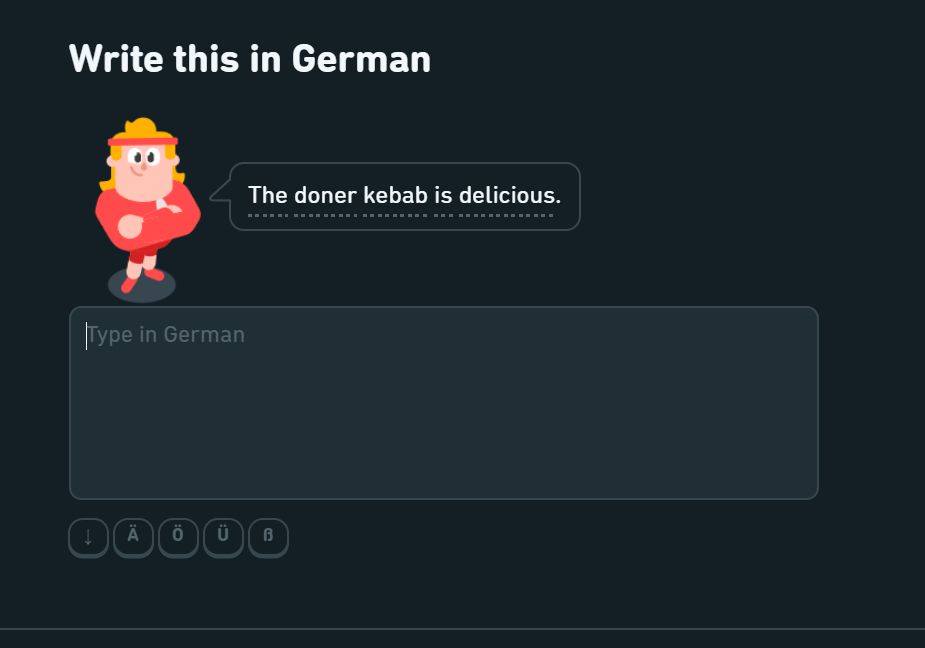 Write this in German
The doner kebab is delicious.
Type in German
↓ Ä Ö Ü ß